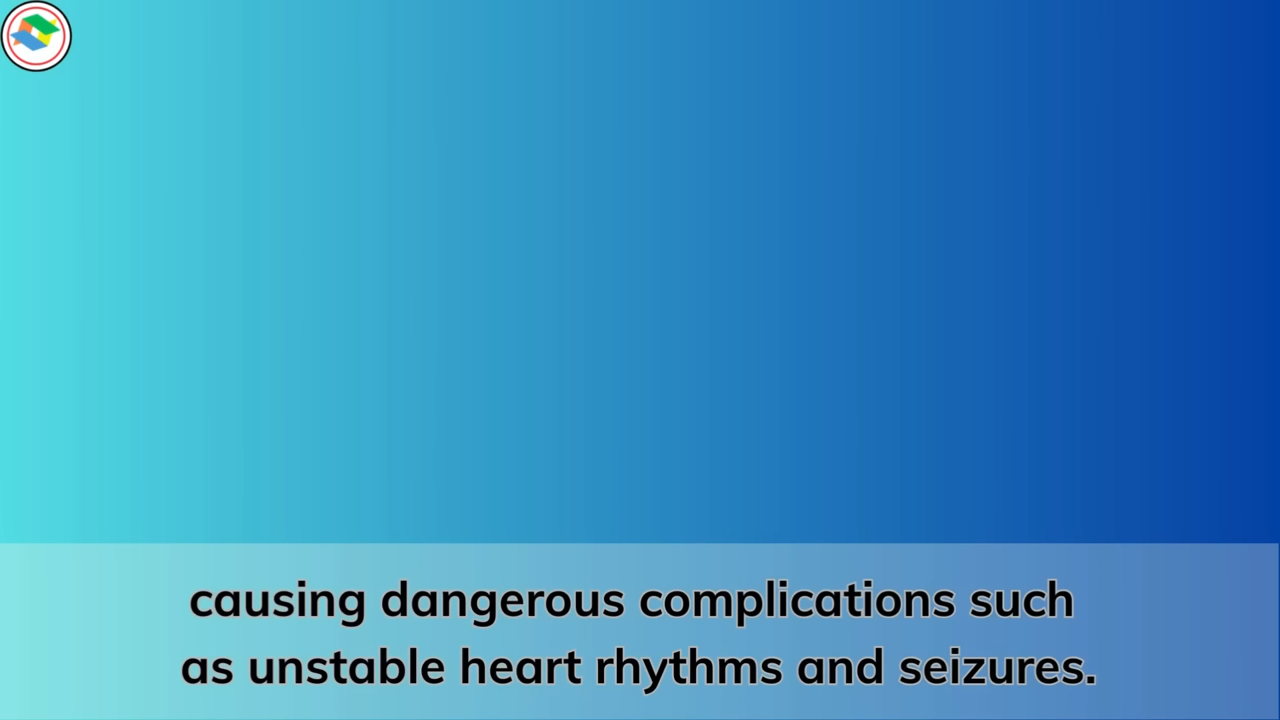 causing dangerous complications such
as unstable heart rhythms and seizures.